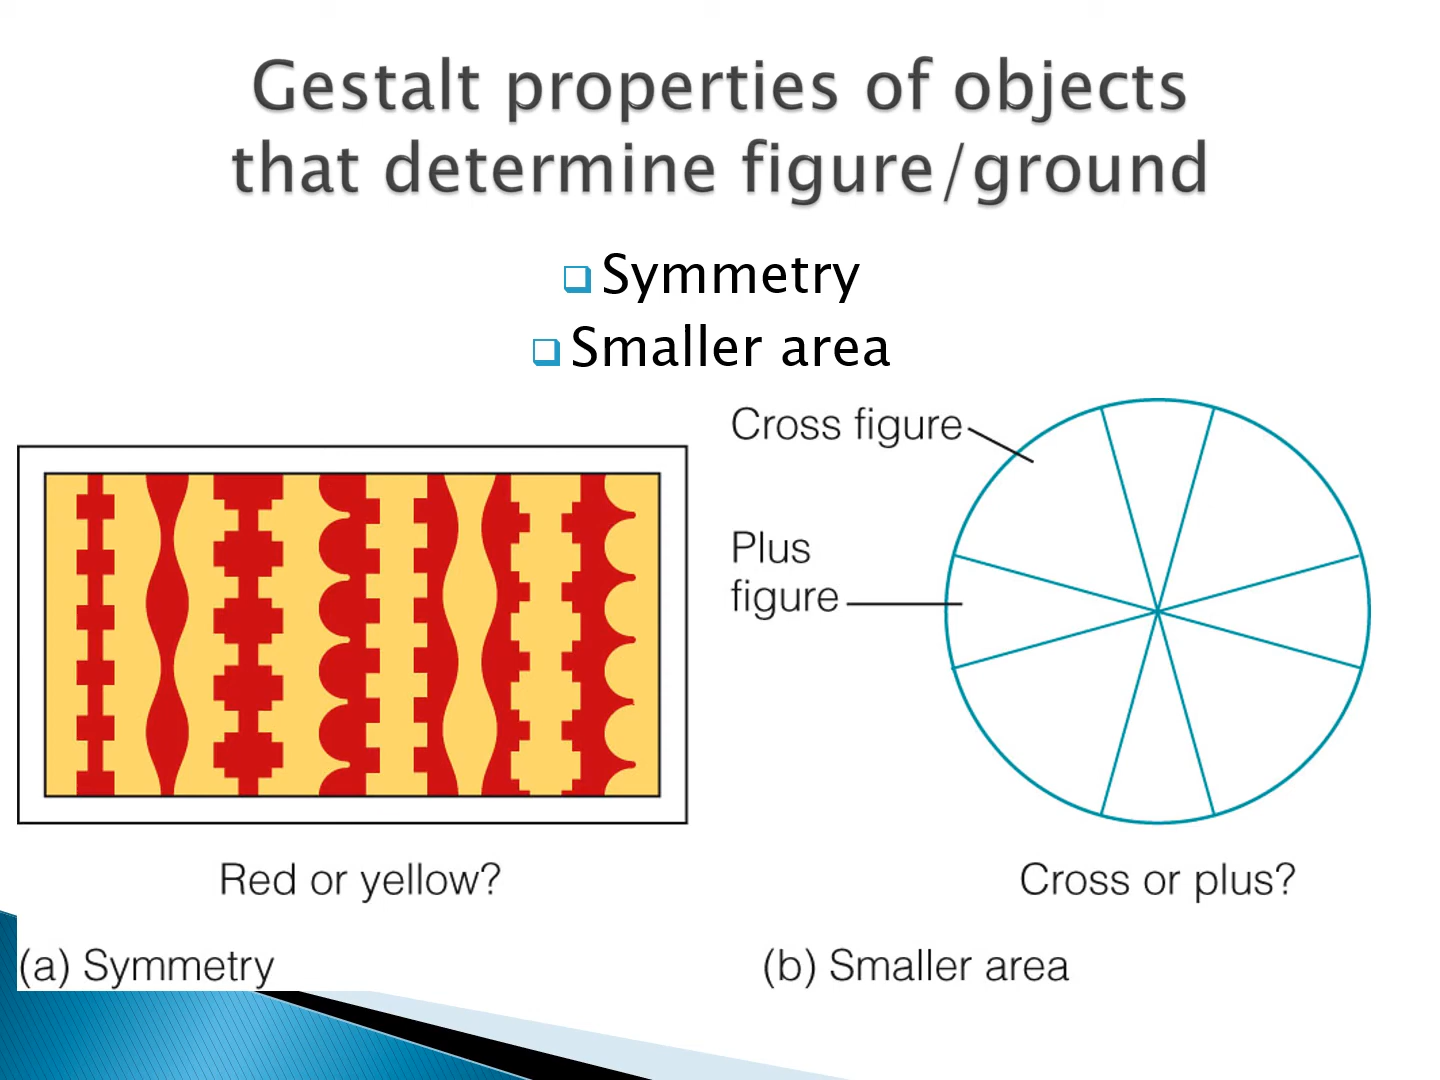 Gestalt properties of objects
that determine figure/ground
Symmetry
Smaller area
Cross figure
Plus
figure
Red or yellow?
Cross or plus?
(a) Symmetry
(b) Smaller area